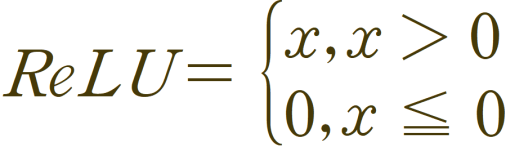 ReLU= { x, x > 0
0, x ≦ 0